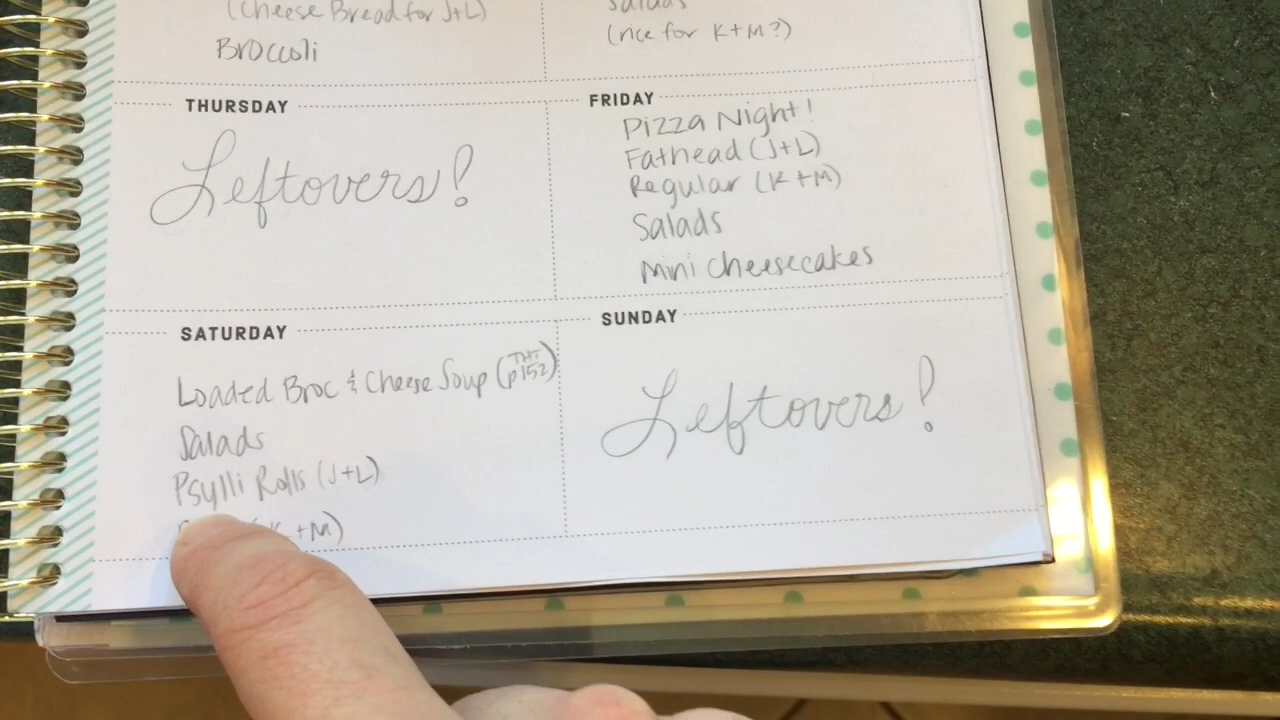 (Cheese Bread for J+L)
Broccoli
Salads
(rice for K+M?)
THURSDAY
Leftovers!
FRIDAY
Pizza Night!
Fathead (J+L)
Regular (K+M)
Salads
Mini Cheesecakes
SATURDAY
Loaded Broc & Cheese Soup (THT p152)
Salads
Psylli Rolls (J+L)
(K+M)
SUNDAY
Leftovers!